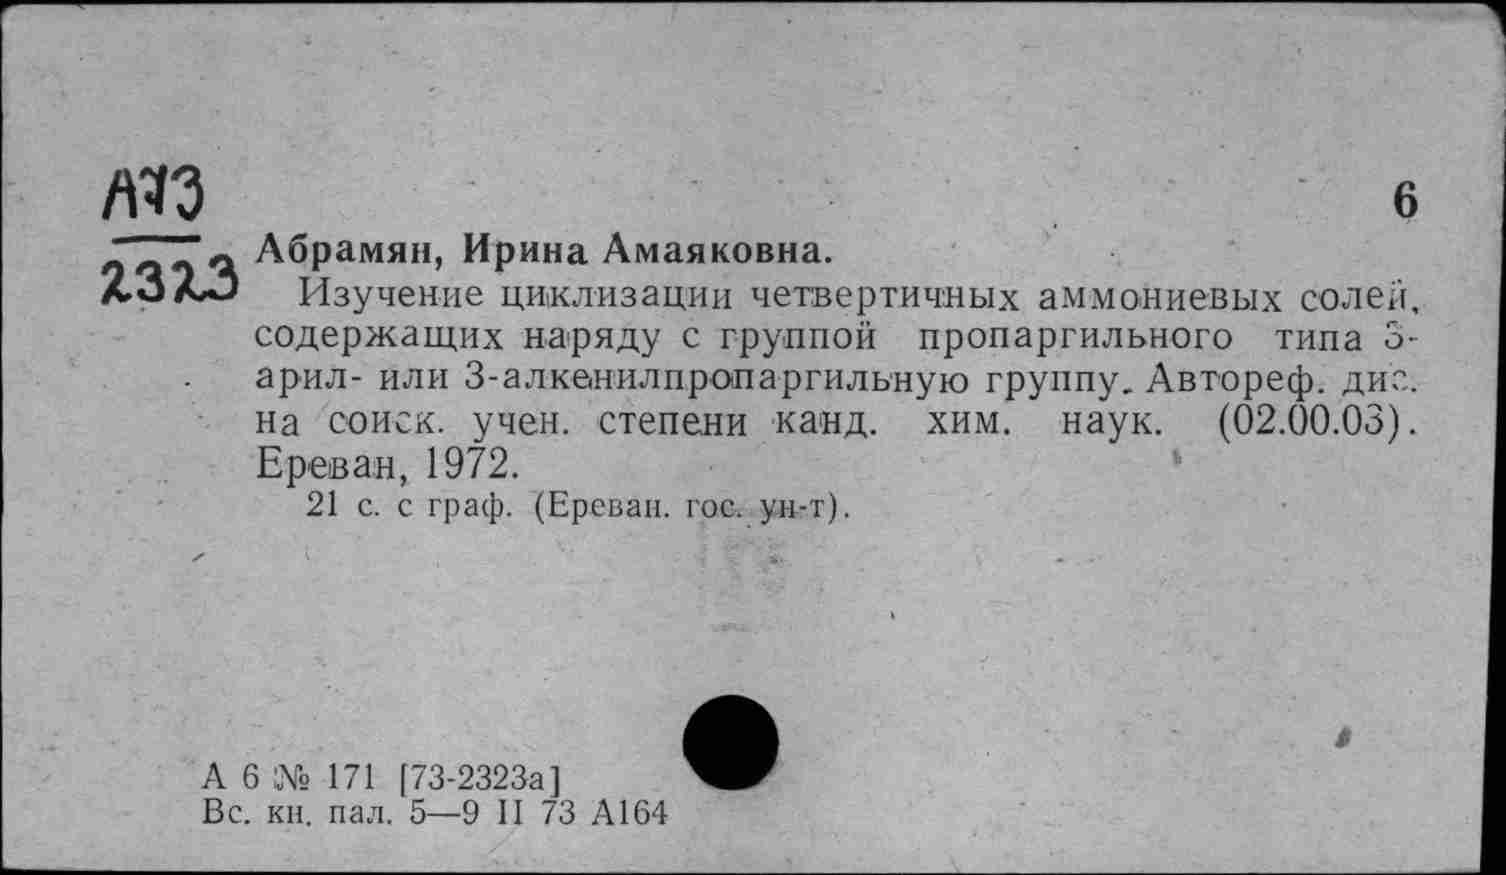 А73
6
2323
Абрамян, Ирина Амаяковна.
Изучение циклизации четвертичных аммониевых солей,
содержащих наряду с группой пропаргильного типа 3-
арил- или 3-алкенилпропаргильную группу. Автореф. дис.
на соиск. учен. степени канд. хим. наук. (02.00.03).
Ереван, 1972.
21 с. с граф. (Ереван. гос. ун-т).
А 6 № 171 [73-2323а]
Вс. кн. пал. 5—9 II 73 А164